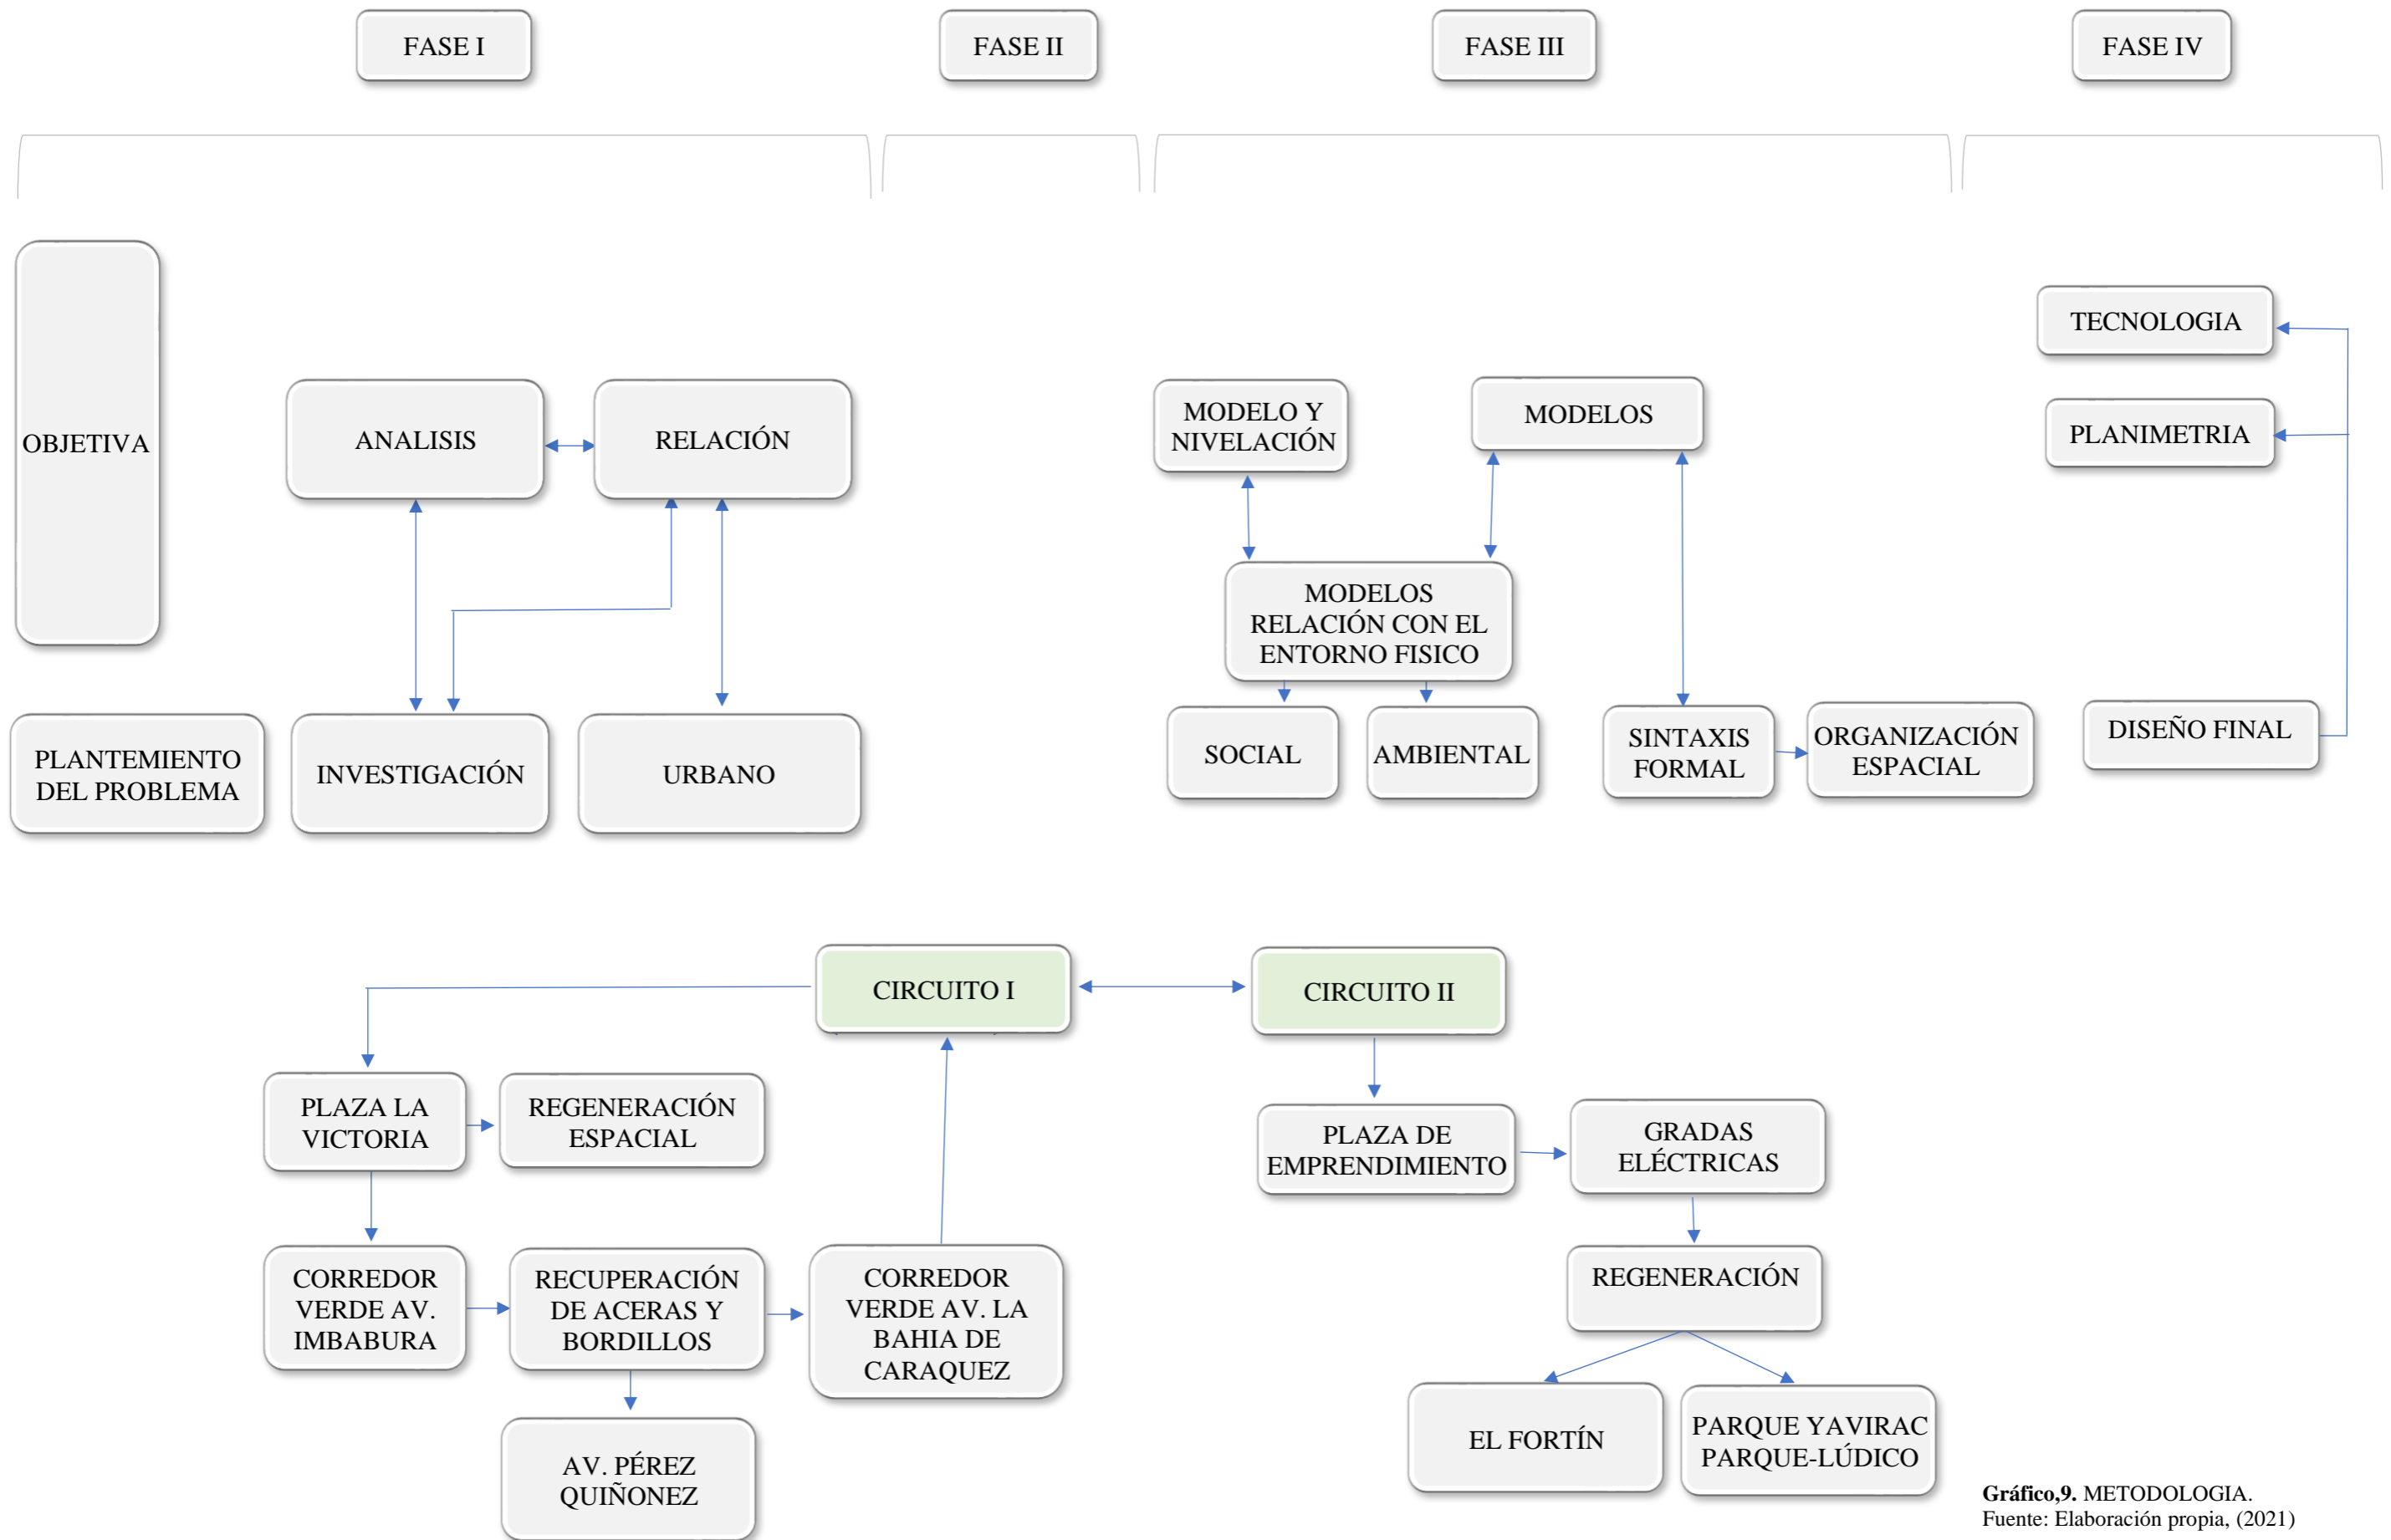 FASE I
FASE II
FASE III
FASE IV
OBJETIVA
ANALISIS
RELACIÓN
PLANTEMIENTO
DEL PROBLEMA
INVESTIGACIÓN
URBANO
MODELO Y
NIVELACIÓN
MODELOS
MODELOS
RELACIÓN CON EL
ENTORNO FISICO
SOCIAL
AMBIENTAL
SINTAXIS
FORMAL
ORGANIZACIÓN
ESPACIAL
TECNOLOGIA
PLANIMETRIA
DISEÑO FINAL
CIRCUITO I
CIRCUITO II
PLAZA LA
VICTORIA
REGENERACIÓN
ESPACIAL
CORREDOR
VERDE AV.
IMBABURA
RECUPERACIÓN
DE ACERAS Y
BORDILLOS
CORREDOR
VERDE AV. LA
BAHIA DE
CARAQUEZ
AV. PÉREZ
QUIÑONEZ
PLAZA DE
EMPRENDIMIENTO
GRADAS
ELÉCTRICAS
REGENERACIÓN
EL FORTÍN
PARQUE YAVIRAC
PARQUE-LÚDICO
Gráfico,9. METODOLOGIA.
Fuente: Elaboración propia, (2021)